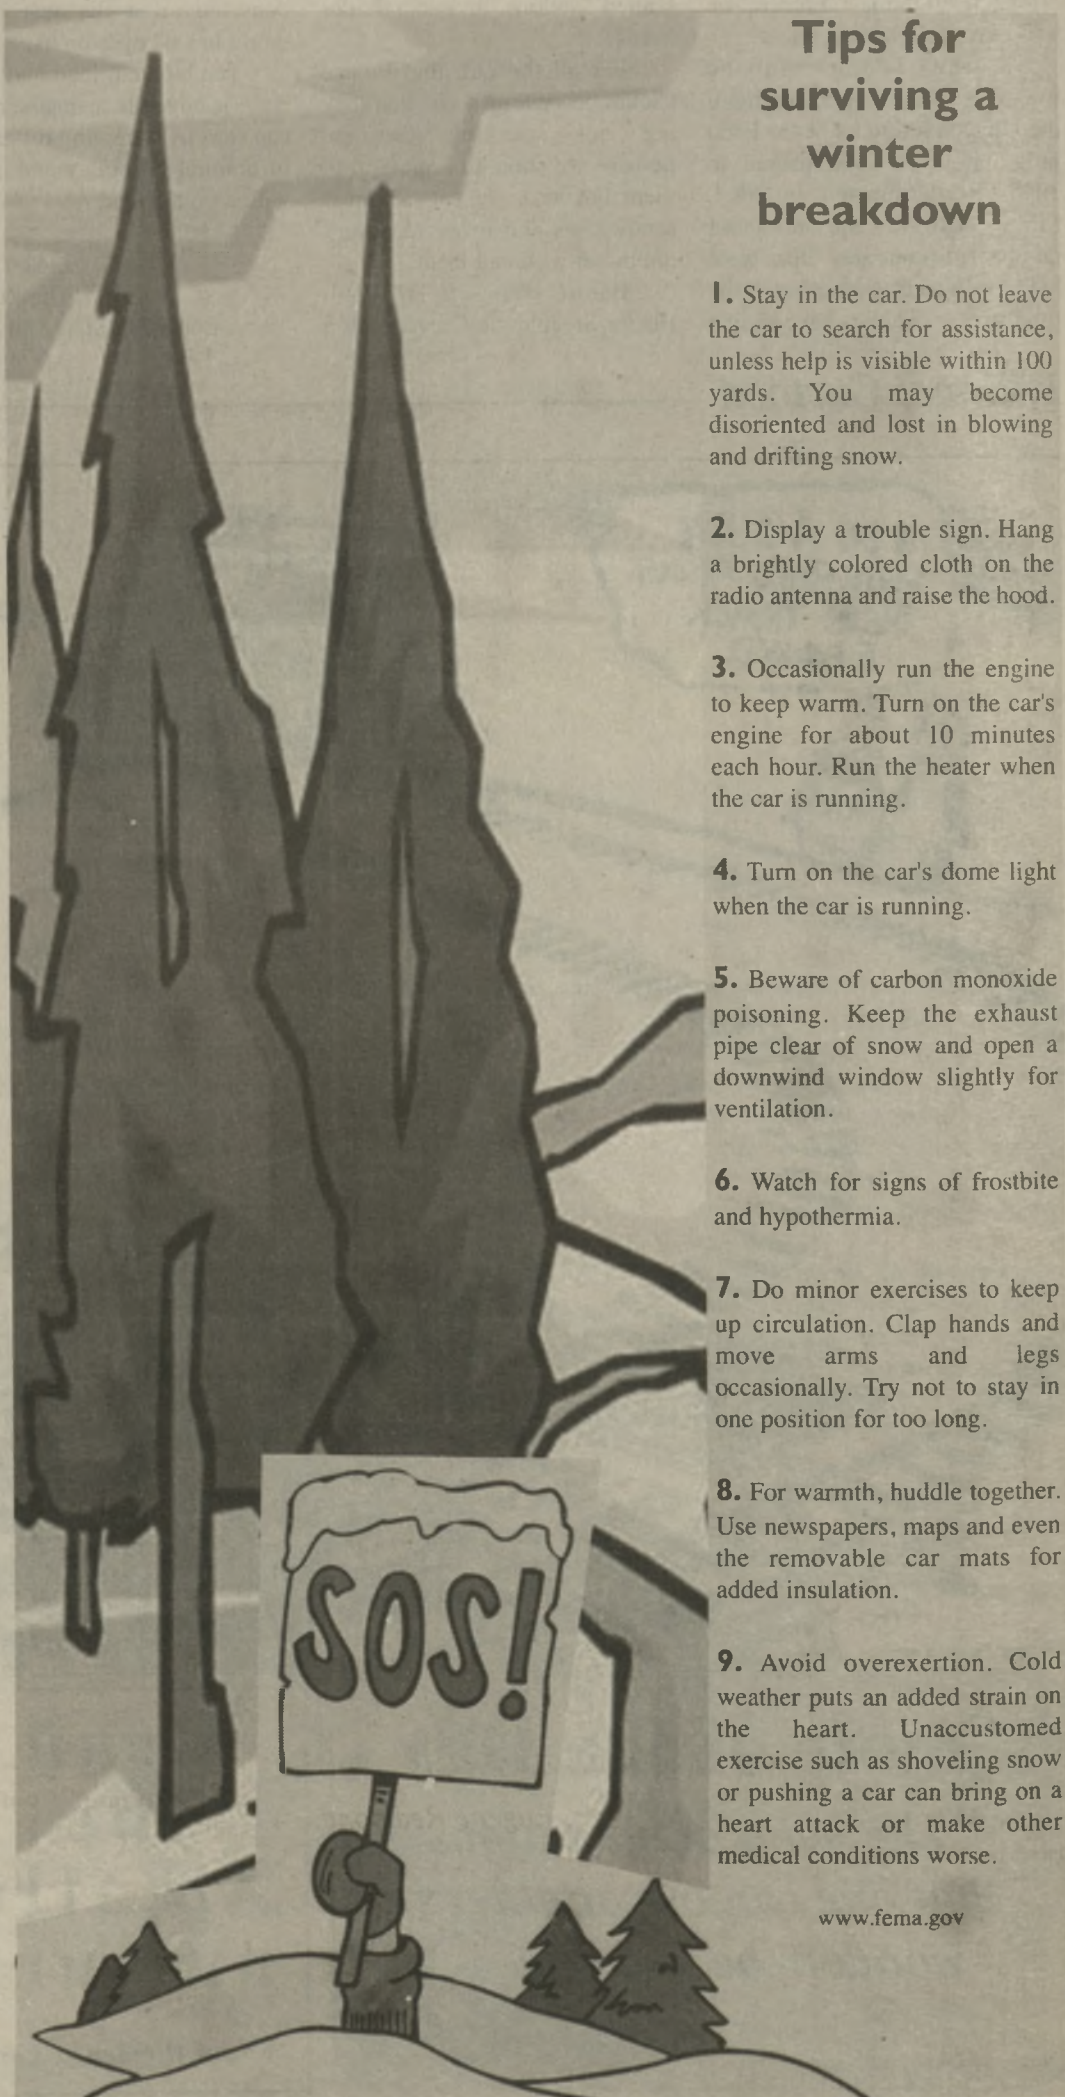 Tips for
surviving a
winter
breakdown
1. Stay in the car. Do not leave
the car to search for assistance,
unless help is visible within 100
yards. You may become
disoriented and lost in blowing
and drifting snow.
2. Display a trouble sign. Hang
a brightly colored cloth on the
radio antenna and raise the hood.
3. Occasionally run the engine
to keep warm. Turn on the car's
engine for about 10 minutes
each hour. Run the heater when
the car is running.
4. Turn on the car's dome light
when the car is running.
5. Beware of carbon monoxide
poisoning. Keep the exhaust
pipe clear of snow and open a
downwind window slightly for
ventilation.
6. Watch for signs of frostbite
and hypothermia.
7. Do minor exercises to keep
up circulation. Clap hands and
move arms and legs
occasionally. Try not to stay in
one position for too long.
8. For warmth, huddle together.
Use newspapers, maps and even
the removable car mats for
added insulation.
9. Avoid overexertion. Cold
weather puts an added strain on
the heart. Unaccustomed
exercise such as shoveling snow
or pushing a car can bring on a
heart attack or make other
medical conditions worse.
www.fema.gov
SOS!